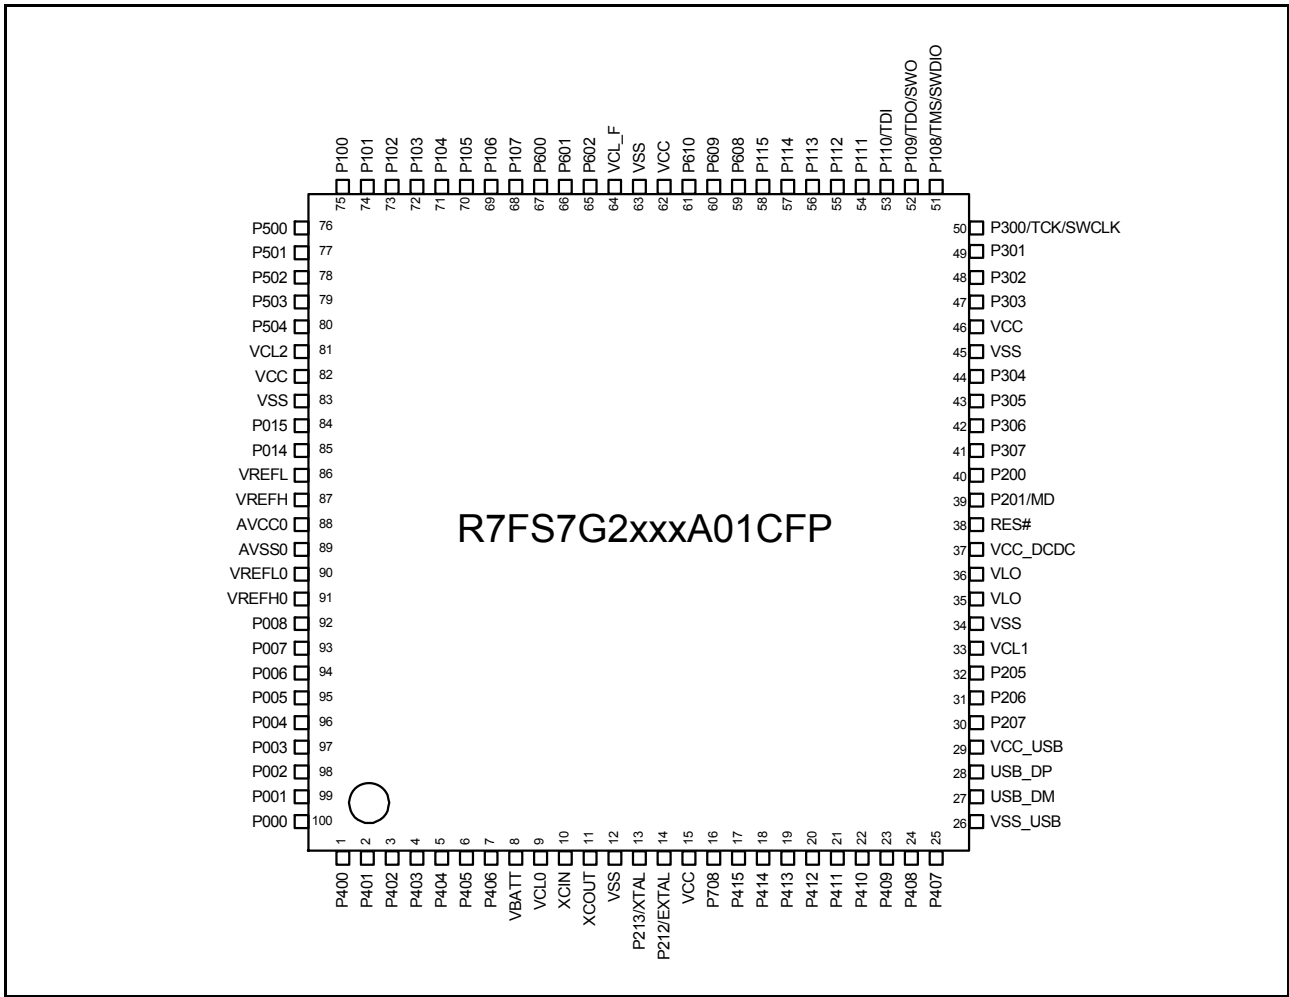 P100 P101 P102 P103 P104 P105 P106 P107 P600 P601 P602 VCL_F VSS VCC P610 P609 P608 P115 P114 P113 P112 P111 P110/TDI P109/TDO/SWO P108/TMS/SWDIO
75 74 73 72 71 70 69 68 67 66 65 64 63 62 61 60 59 58 57 56 55 54 53 52 51
P500 76
P501 77
P502 78
P503 79
P504 80
VCL2 81
VCC 82
VSS 83
P015 84
P014 85
VREFL 86
VREFH 87
AVCC0 88
AVSS0 89
VREFL0 90
VREFH0 91
P008 92
P007 93
P006 94
P005 95
P004 96
P003 97
P002 98
P001 99
P000 100
R7FS7G2xxxA01CFP
50 P300/TCK/SWCLK
49 P301
48 P302
47 P303
46 VCC
45 VSS
44 P304
43 P305
42 P306
41 P307
40 P200
39 P201/MD
38 RES#
37 VCC_DCDC
36 VLO
35 VLO
34 VSS
33 VCL1
32 P205
31 P206
30 P207
29 VCC_USB
28 USB_DP
27 USB_DM
26 VSS_USB
1 2 3 4 5 6 7 8 9 10 11 12 13 14 15 16 17 18 19 20 21 22 23 24 25
P400 P401 P402 P403 P404 P405 P406 VBATT VCL0 XCIN XCOUT VSS P213/XTAL P212/EXTAL VCC P708 P415 P414 P413 P412 P411 P410 P409 P408 P407